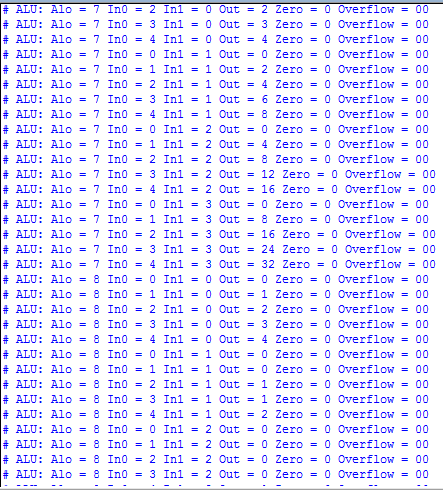 # ALU: Alo = 7 In0 = 2 In1 = 0 Out = 2 Zero = 0 Overflow = 00
# ALU: Alo = 7 In0 = 3 In1 = 0 Out = 3 Zero = 0 Overflow = 00
# ALU: Alo = 7 In0 = 4 In1 = 0 Out = 4 Zero = 0 Overflow = 00
# ALU: Alo = 7 In0 = 0 In1 = 1 Out = 0 Zero = 0 Overflow = 00
# ALU: Alo = 7 In0 = 1 In1 = 1 Out = 2 Zero = 0 Overflow = 00
# ALU: Alo = 7 In0 = 2 In1 = 1 Out = 4 Zero = 0 Overflow = 00
# ALU: Alo = 7 In0 = 3 In1 = 1 Out = 6 Zero = 0 Overflow = 00
# ALU: Alo = 7 In0 = 4 In1 = 1 Out = 8 Zero = 0 Overflow = 00
# ALU: Alo = 7 In0 = 0 In1 = 2 Out = 0 Zero = 0 Overflow = 00
# ALU: Alo = 7 In0 = 1 In1 = 2 Out = 4 Zero = 0 Overflow = 00
# ALU: Alo = 7 In0 = 2 In1 = 2 Out = 8 Zero = 0 Overflow = 00
# ALU: Alo = 7 In0 = 3 In1 = 2 Out = 12 Zero = 0 Overflow = 00
# ALU: Alo = 7 In0 = 4 In1 = 2 Out = 16 Zero = 0 Overflow = 00
# ALU: Alo = 7 In0 = 0 In1 = 3 Out = 0 Zero = 0 Overflow = 00
# ALU: Alo = 7 In0 = 1 In1 = 3 Out = 8 Zero = 0 Overflow = 00
# ALU: Alo = 7 In0 = 2 In1 = 3 Out = 16 Zero = 0 Overflow = 00
# ALU: Alo = 7 In0 = 3 In1 = 3 Out = 24 Zero = 0 Overflow = 00
# ALU: Alo = 7 In0 = 4 In1 = 3 Out = 32 Zero = 0 Overflow = 00
# ALU: Alo = 8 In0 = 0 In1 = 0 Out = 0 Zero = 0 Overflow = 00
# ALU: Alo = 8 In0 = 1 In1 = 0 Out = 1 Zero = 0 Overflow = 00
# ALU: Alo = 8 In0 = 2 In1 = 0 Out = 2 Zero = 0 Overflow = 00
# ALU: Alo = 8 In0 = 3 In1 = 0 Out = 3 Zero = 0 Overflow = 00
# ALU: Alo = 8 In0 = 4 In1 = 0 Out = 4 Zero = 0 Overflow = 00
# ALU: Alo = 8 In0 = 0 In1 = 1 Out = 0 Zero = 0 Overflow = 00
# ALU: Alo = 8 In0 = 1 In1 = 1 Out = 0 Zero = 0 Overflow = 00
# ALU: Alo = 8 In0 = 2 In1 = 1 Out = 1 Zero = 0 Overflow = 00
# ALU: Alo = 8 In0 = 3 In1 = 1 Out = 1 Zero = 0 Overflow = 00
# ALU: Alo = 8 In0 = 4 In1 = 1 Out = 2 Zero = 0 Overflow = 00
# ALU: Alo = 8 In0 = 0 In1 = 2 Out = 0 Zero = 0 Overflow = 00
# ALU: Alo = 8 In0 = 1 In1 = 2 Out = 0 Zero = 0 Overflow = 00
# ALU: Alo = 8 In0 = 2 In1 = 2 Out = 0 Zero = 0 Overflow = 00
# ALU: Alo = 8 In0 = 3 In1 = 2 Out = 0 Zero = 0 Overflow = 00